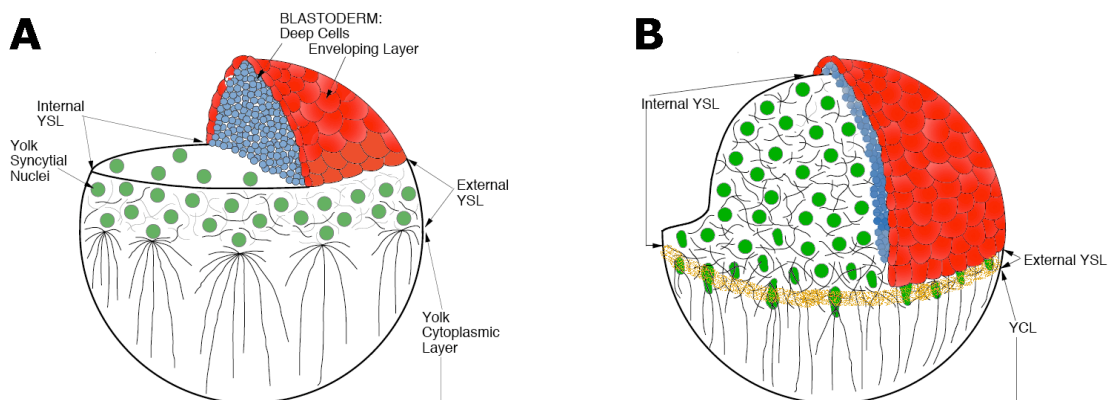 A
BLASTODERM:
Deep Cells
Enveloping Layer
Internal
YSL
Yolk
Syncytial
Nuclei
External
YSL
Yolk
Cytoplasmic
Layer
B
Internal YSL
External YSL
YCL